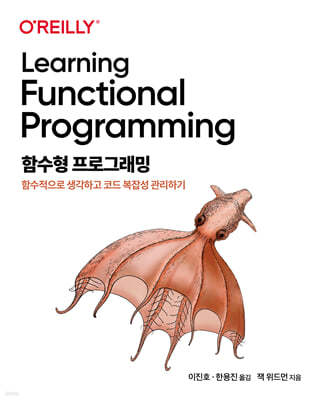 O'REILLY®
Learning
Functional
Programming
함수형 프로그래밍
함수적으로 생각하고 코드 복잡성 관리하기
이진호·한용진 옮김 잭 위드먼 지음